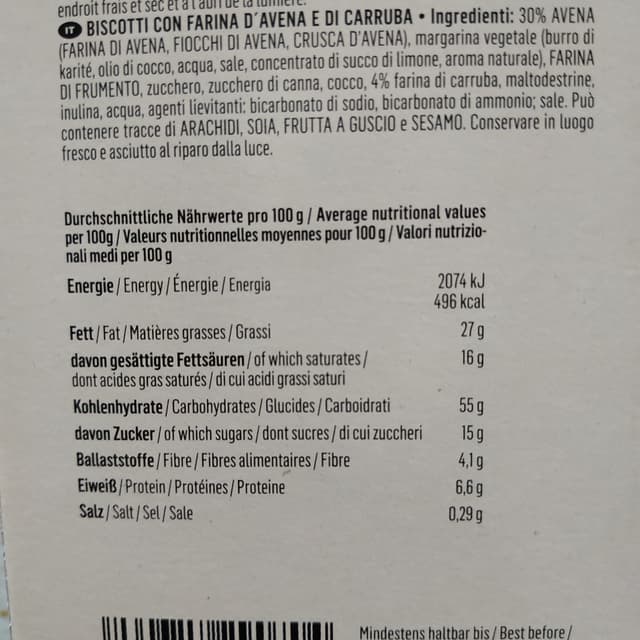 endroit frais et sec et à l'abri de la lumière.
IT BISCOTTI CON FARINA D'AVENA E DI CARRUBA • Ingredienti: 30% AVENA
(FARINA DI AVENA, FIOCCHI DI AVENA, CRUSCA D'AVENA), margarina vegetale (burro di
karité, olio di cocco, acqua, sale, concentrato di succo di limone, aroma naturale), FARINA
DI FRUMENTO, zucchero, zucchero di canna, cocco, 4% farina di carruba, maltodestrine,
inulina, acqua, agenti lievitanti: bicarbonato di sodio, bicarbonato di ammonio; sale. Può
contenere tracce di ARACHIDI, SOIA, FRUTTA A GUSCIO e SESAMO. Conservare in luogo
fresco e asciutto al riparo dalla luce.
Durchschnittliche Nährwerte pro 100 g / Average nutritional values
per 100g / Valeurs nutritionnelles moyennes pour 100 g / Valori nutrizio-
nali medi per 100 g
Energie / Energy / Énergie / Energia 2074 kJ
496 kcal
Fett / Fat / Matières grasses / Grassi 27 g
davon gesättigte Fettsäuren / of which saturates / 16 g
dont acides gras saturés / di cui acidi grassi saturi
Kohlenhydrate / Carbohydrates / Glucides / Carboidrati 55 g
davon Zucker / of which sugars / dont sucres / di cui zuccheri 15 g
Ballaststoffe / Fibre / Fibres alimentaires / Fibre 4,1 g
Eiweiß / Protein / Protéines / Proteine 6,6 g
Salz / Salt / Sel / Sale 0,29 g
Mindestens haltbar bis / Best before /